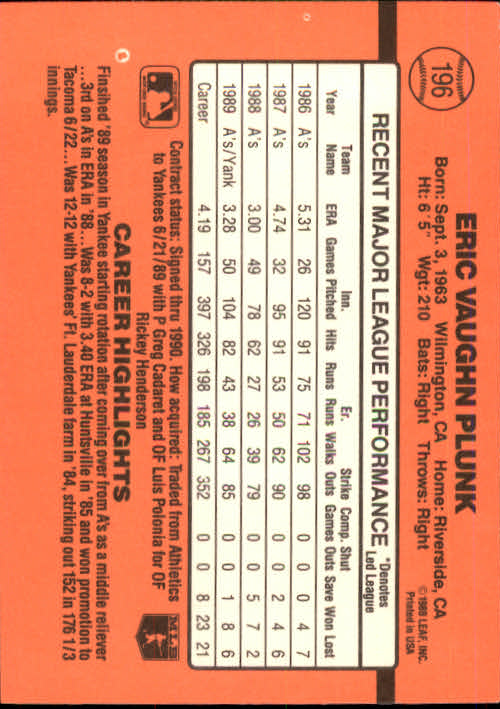 196
ERIC VAUGHN PLUNK
Born: Sept. 3, 1963 Wilmington, CA Home: Riverside, CA
Ht: 6' 5" Wgt: 210 Bats: Right Throws: Right
©1989 LEAF, INC.
Printed in USA
RECENT MAJOR LEAGUE PERFORMANCE
*Denotes
Led League
Team Inn. Er. Strike Comp. Shut
Year Name ERA Games Pitched Hits Runs Runs Walks Outs Games Outs Save Won Lost
1986 A's 5.31 26 120 91 75 71 102 98 0 0 0 4 7
1987 A's 4.74 32 95 91 53 50 62 90 0 0 2 4 6
1988 A's 3.00 49 78 62 27 26 39 79 0 0 5 7 2
1989 A's/Yank 3.28 50 104 82 43 38 64 85 0 0 1 8 6
Career 4.19 157 397 326 198 185 267 352 0 0 8 23 21
Contract status: Signed thru 1990. How acquired: Traded from Athletics
to Yankees 6/21/89 with P Greg Cadaret and OF Luis Polonia for OF
Rickey Henderson
MLB
CAREER HIGHLIGHTS
Finsihed '89 season in Yankee starting rotation after coming over from A's as a middle reliever
...3rd on A's in ERA in '88...Was 8-2 with 3.40 ERA at Huntsville in '85 and won promotion to
Tacoma 6/22...Was 12-12 with Yankees' Ft. Lauderdale farm in '84, striking out 152 in 176 1/3
innings.